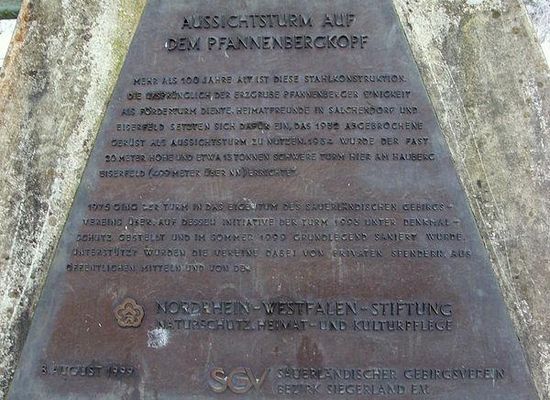 AUSSICHTSTURM AUF
DEM PFANNENBERGKOPF
MEHR ALS 100 JAHRE ALT IST DIESE STAHLKONSTRUKTION,
DIE URSPRÜNGLICH DER ERZGRUBE PFANNENBERGER EINIGKEIT
ALS FÖRDERTURM DIENTE. HEIMATFREUNDE IN SALCHENDORF UND
EISERFELD SETZTEN SICH DAFÜR EIN, DAS 1932 ABGEBROCHENE
GERÜST ALS AUSSICHTSTURM ZU NUTZEN. 1934 WURDE DER FAST
20 METER HOHE UND ETWA 13 TONNEN SCHWERE TURM HIER AM HAUBERG
EISERFELD (499 METER ÜBER NN) ERRICHTET.
1975 GING DER TURM IN DAS EIGENTUM DES SAUERLÄNDISCHEN GEBIRGS-
VEREINS ÜBER, AUF DESSEN INITIATIVE DER TURM 1996 UNTER DENKMAL-
SCHUTZ GESTELLT UND IM SOMMER 1999 GRUNDLEGEND SANIERT WURDE.
UNTERSTÜTZT WURDEN DIE VEREINE DABEI VON PRIVATEN SPENDERN, AUS
ÖFFENTLICHEN MITTELN UND VON DER
NORDRHEIN-WESTFALEN-STIFTUNG
NATURSCHUTZ, HEIMAT- UND KULTURPFLEGE
8. AUGUST 1999
SGV SAUERLÄNDISCHER GEBIRGSVEREIN
BEZIRK SIEGERLAND E.V.